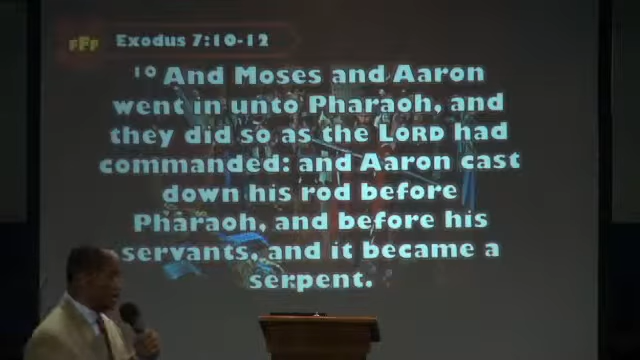 FFF Exodus 7:10-12
10 And Moses and Aaron
went in unto Pharaoh, and
they did so as the LORD had
commanded: and Aaron cast
down his rod before
Pharaoh, and before his
servants, and it became a
serpent.